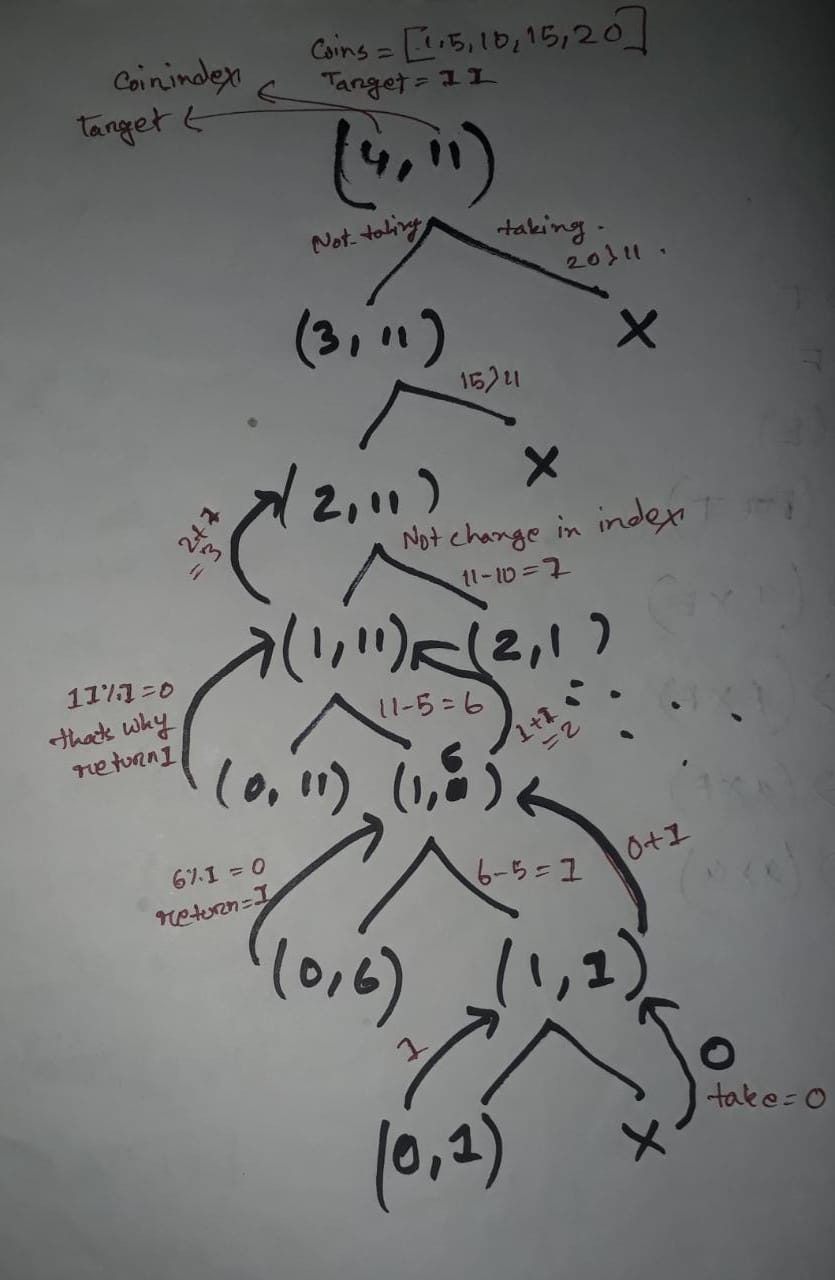 Coins = [1,5,10,15,20]
Coinindex Target = 11
Target
(4, 11)
Not-taking taking.
20>11.
(3, 11)
X
15>11
X
(2, 11)
2+1
=3
Not change in index
11-10=1
(1, 11) (2, 1)
11%1=0
thats why
return 1
11-5=6
1+1
=2
(0, 11) (1, 6)
0+1
6%1=0
return=1
6-5=1
(0, 6) (1, 1)
1
0
take=0
(0, 1) X